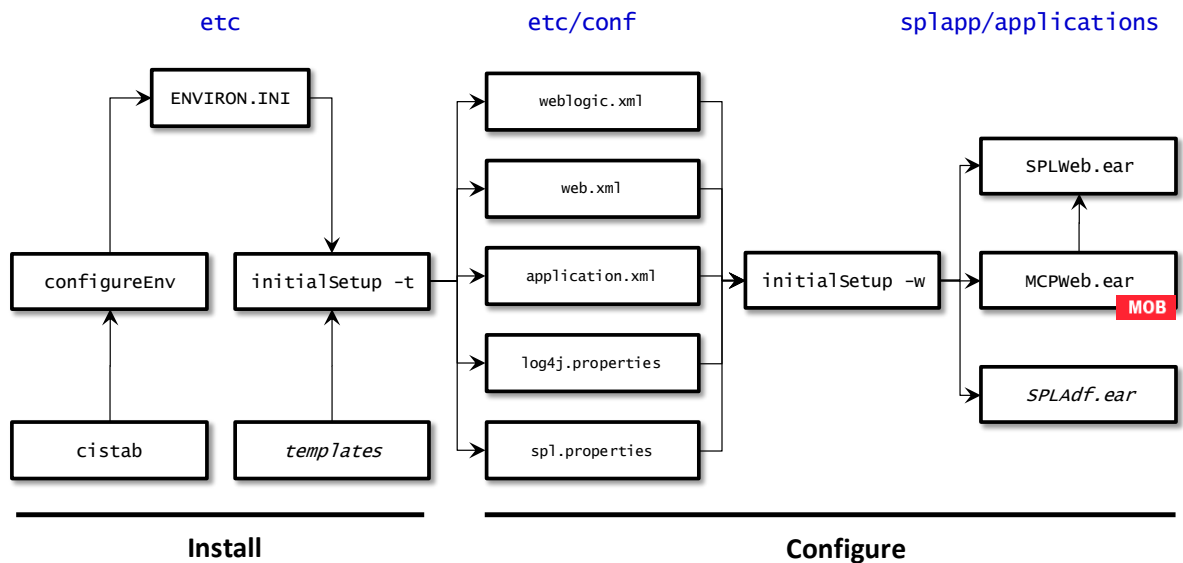 etc
etc/conf
splapp/applications
ENVIRON.INI
configureEnv
initialSetup –t
cistab
templates
weblogic.xml
web.xml
application.xml
log4j.properties
spl.properties
initialSetup –w
SPLWeb.ear
MCPWeb.ear
MOB
SPLAdf.ear
Install
Configure